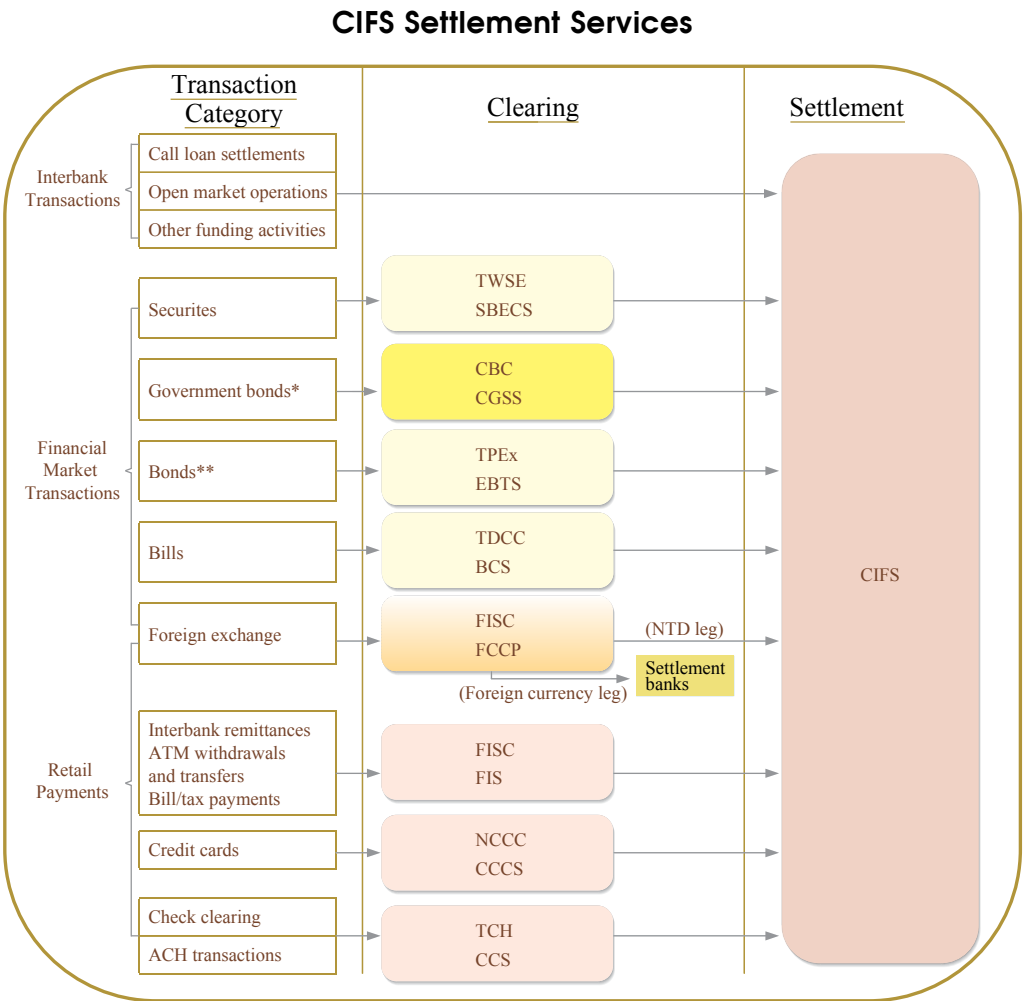 CIFS Settlement Services
Transaction
Category
Clearing
Settlement
Interbank
Transactions
Call loan settlements
Open market operations
Other funding activities
Financial
Market
Transactions
Securites
TWSE
SBECS
Government bonds*
CBC
CGSS
Bonds**
TPEx
EBTS
Bills
TDCC
BCS
Foreign exchange
FISC
FCCP
(NTD leg)
(Foreign currency leg)
Settlement
banks
CIFS
Retail
Payments
Interbank remittances
ATM withdrawals
and transfers
Bill/tax payments
FISC
FIS
Credit cards
NCCC
CCCS
Check clearing
ACH transactions
TCH
CCS